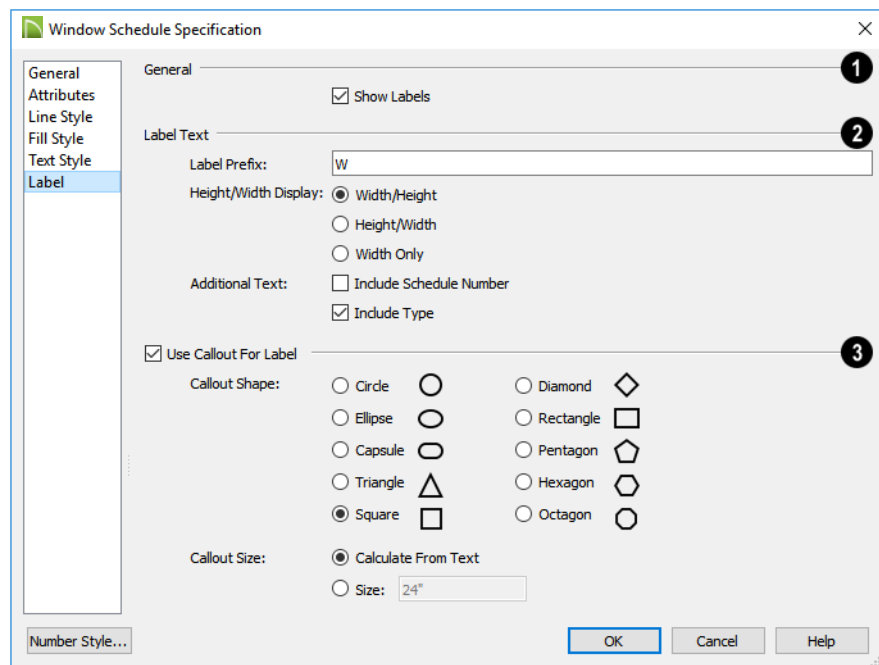 Window Schedule Specification
General
Attributes
Line Style
Fill Style
Text Style
Label
General 1
Show Labels
Label Text 2
Label Prefix: W
Height/Width Display: Width/Height
Height/Width
Width Only
Additional Text: Include Schedule Number
Include Type
Use Callout For Label 3
Callout Shape: Circle Diamond
Ellipse Rectangle
Capsule Pentagon
Triangle Hexagon
Square Octagon
Callout Size: Calculate From Text
Size: 24"
Number Style... OK Cancel Help